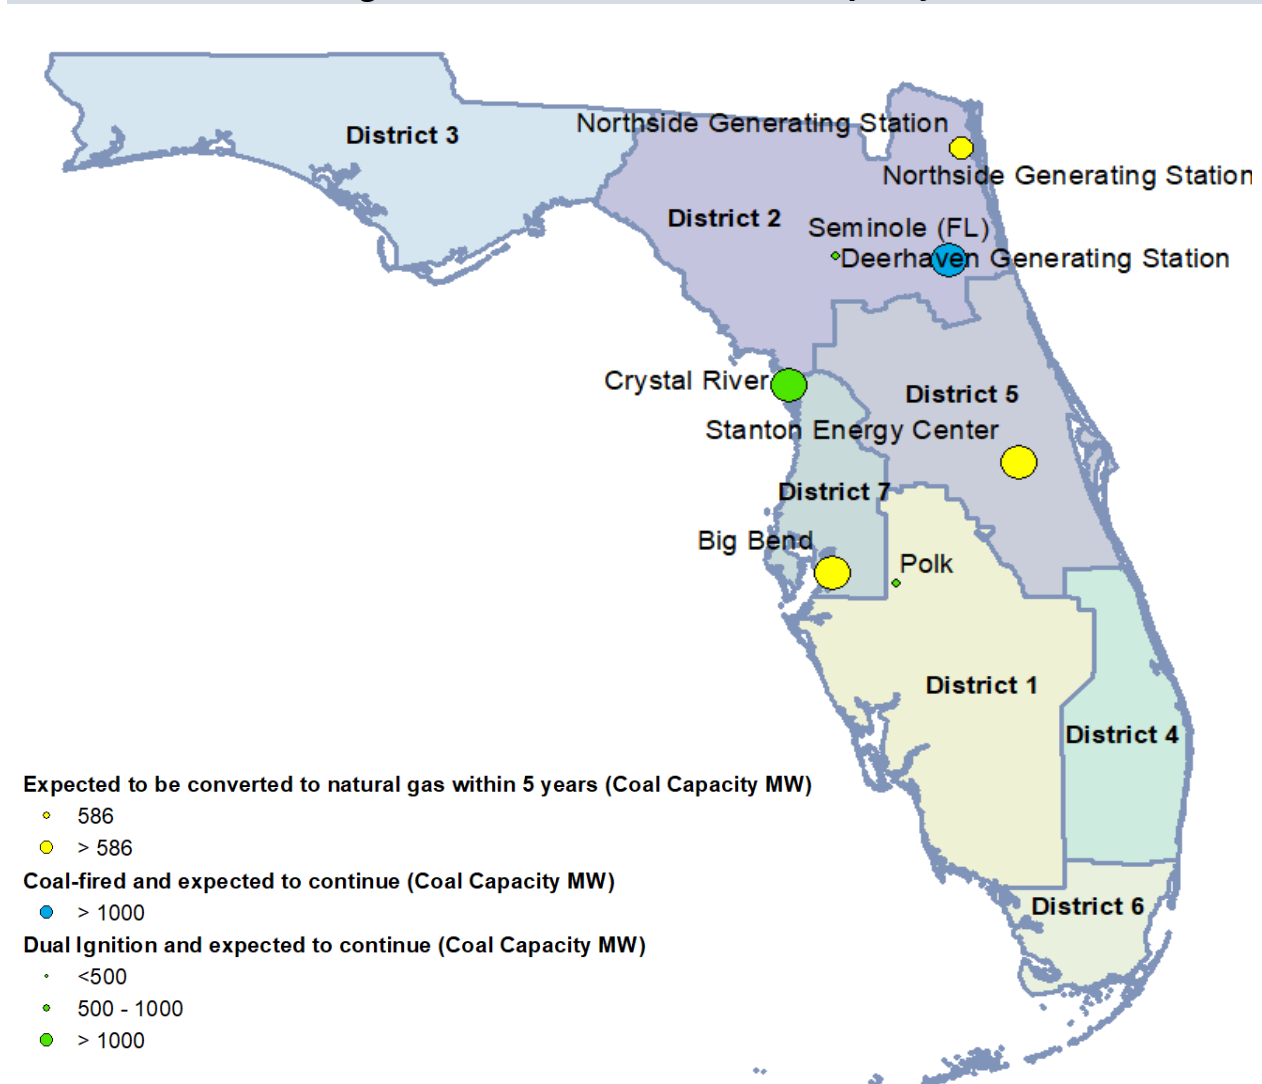 District 3
Northside Generating Station
Northside Generating Station
District 2
Seminole (FL)
Deerhaven Generating Station
Crystal River
District 5
Stanton Energy Center
District 7
Big Bend
Polk
District 1
District 4
Expected to be converted to natural gas within 5 years (Coal Capacity MW)
586
> 586
Coal-fired and expected to continue (Coal Capacity MW)
> 1000
District 6
Dual Ignition and expected to continue (Coal Capacity MW)
<500
500 - 1000
> 1000